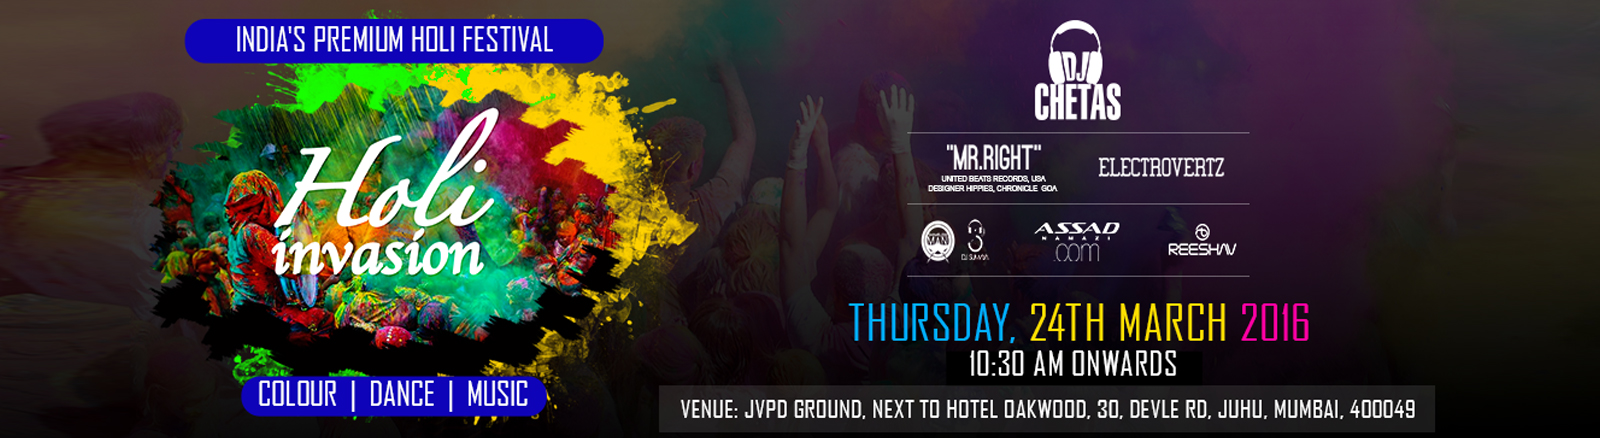 INDIA'S PREMIUM HOLI FESTIVAL
Holi
invasion
COLOUR | DANCE | MUSIC
DJ
CHETAS
"MR.RIGHT"
UNITED BEATS RECORDS, USA
DESIGNER HIPPIES, CHRONICLE GOA
ELECTROVERTZ
ASSAD
NAMAZI
.com
REESHAV
THURSDAY, 24TH MARCH 2016
10:30 AM ONWARDS
VENUE: JVPD GROUND, NEXT TO HOTEL OAKWOOD, 30, DEVLE RD, JUHU, MUMBAI, 400049